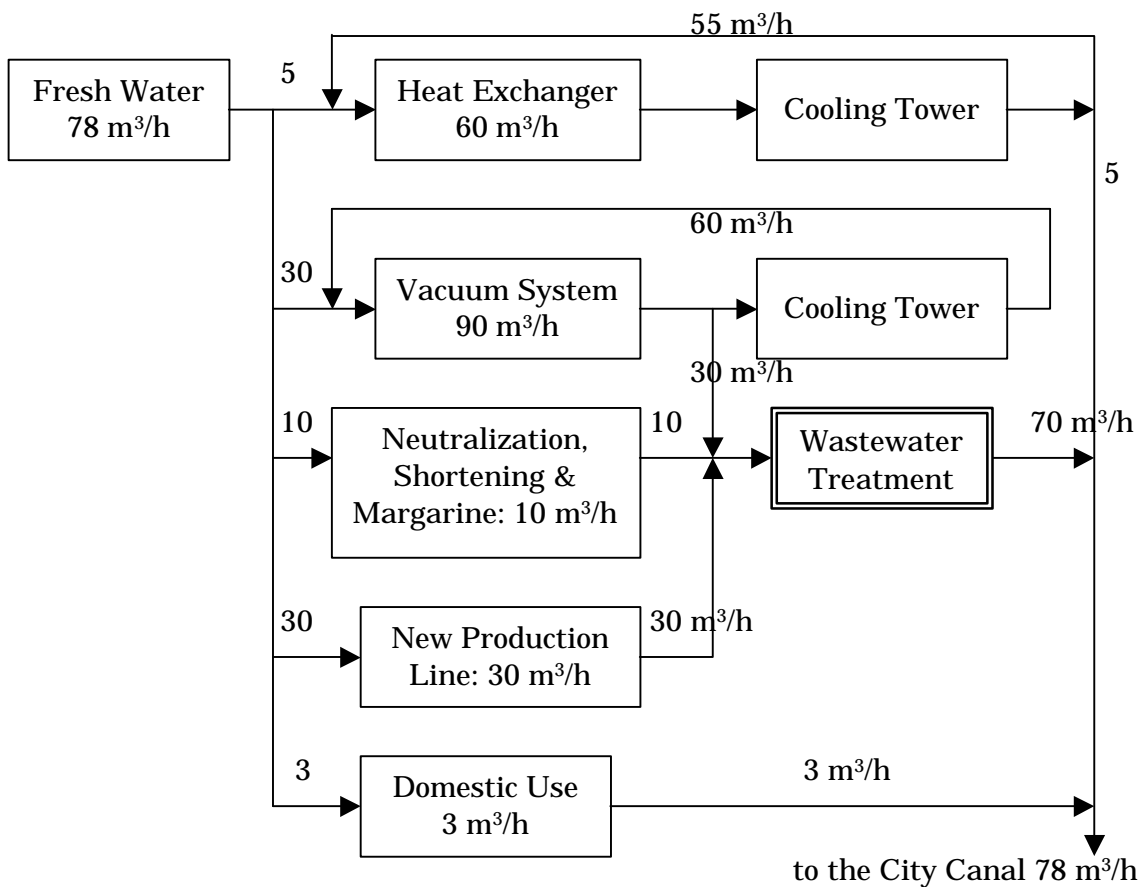 55 m³/h
Fresh Water
78 m³/h
5
Heat Exchanger
60 m³/h
Cooling Tower
5
60 m³/h
30
Vacuum System
90 m³/h
Cooling Tower
30 m³/h
10
Neutralization,
Shortening &
Margarine: 10 m³/h
10
Wastewater
Treatment
70 m³/h
30
New Production
Line: 30 m³/h
30 m³/h
3
Domestic Use
3 m³/h
3 m³/h
to the City Canal 78 m³/h